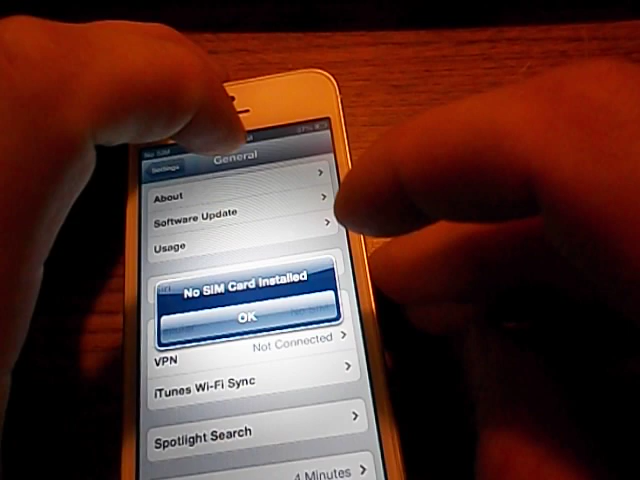 No SIM
37%
Settings
General
About
Software Update
Usage
No SIM Card Installed
OK
VPN
Not Connected
iTunes Wi-Fi Sync
Spotlight Search
4 Minutes